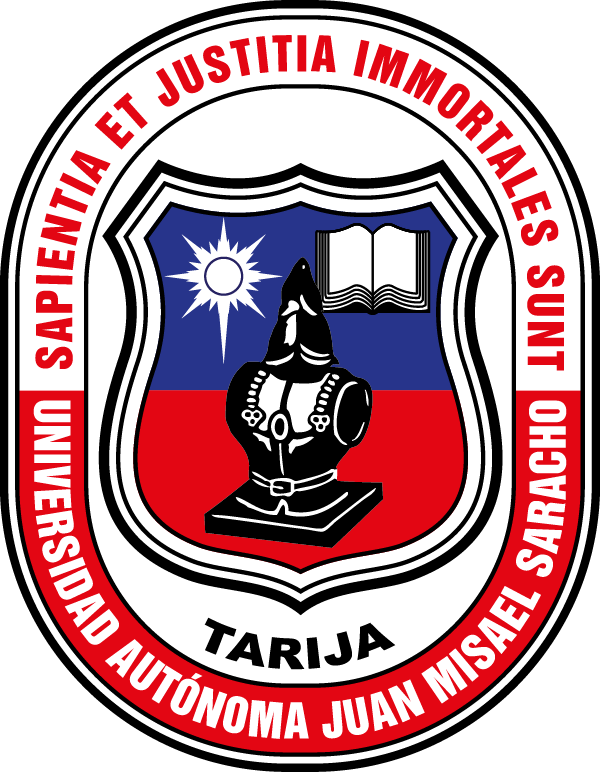 SAPIENTIA ET JUSTITIA IMMORTALES SUNT
TARIJA
UNIVERSIDAD AUTÓNOMA JUAN MISAEL SARACHO